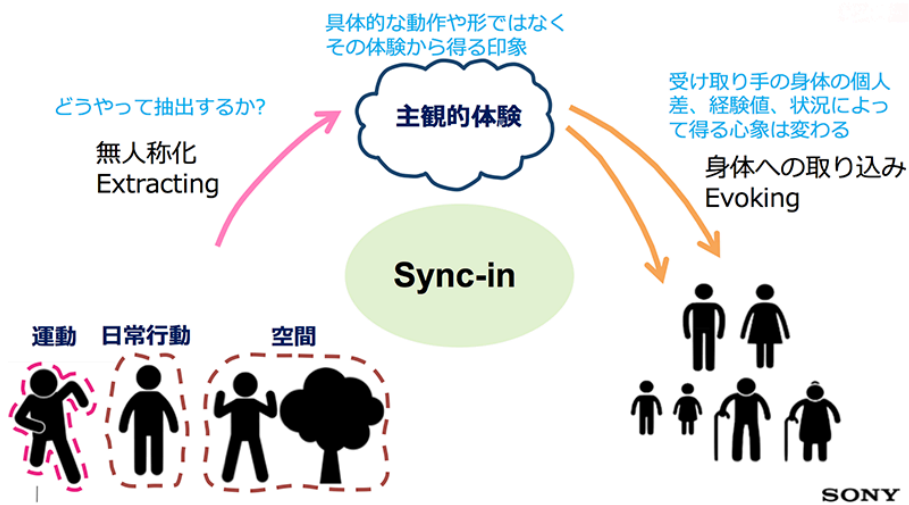 具体的な動作や形ではなく
その体験から得る印象
どうやって抽出するか?
無人称化
Extracting
主観的体験
受け取り手の身体の個人
差、経験値、状況によっ
て得る心象は変わる
身体への取り込み
Evoking
Sync-in
運動
日常行動
空間
SONY